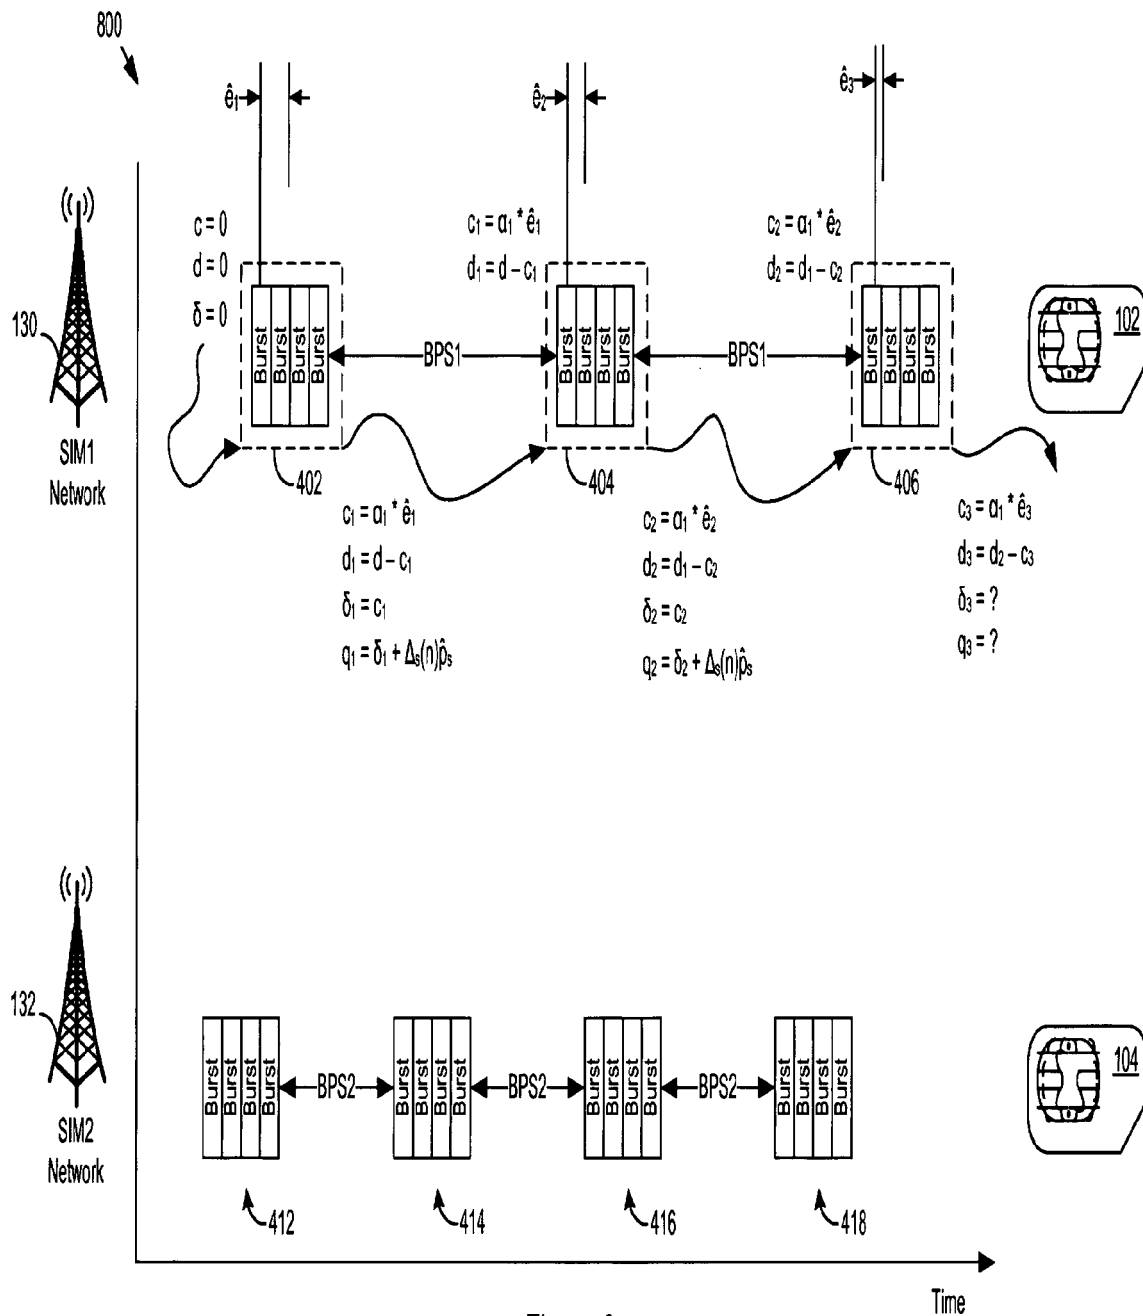 800
ê₁
ê₂
ê₃
c = 0
d = 0
δ = 0
c₁ = α₁ * ê₁
d₁ = d – c₁
c₂ = α₁ * ê₂
d₂ = d₁ – c₂
130
SIM1
Network
Burst
Burst
Burst
Burst
BPS1
Burst
Burst
Burst
Burst
BPS1
Burst
Burst
Burst
Burst
102
402
404
406
c₁ = α₁ * ê₁
d₁ = d – c₁
δ₁ = c₁
q₁ = δ₁ + Δₛ(n)p̂ₛ
c₂ = α₁ * ê₂
d₂ = d₁ – c₂
δ₂ = c₂
q₂ = δ₂ + Δₛ(n)p̂ₛ
c₃ = α₁ * ê₃
d₃ = d₂ – c₃
δ₃ = ?
q₃ = ?
132
SIM2
Network
Burst
Burst
Burst
Burst
BPS2
Burst
Burst
Burst
Burst
BPS2
Burst
Burst
Burst
Burst
BPS2
Burst
Burst
Burst
Burst
104
412
414
416
418
Time